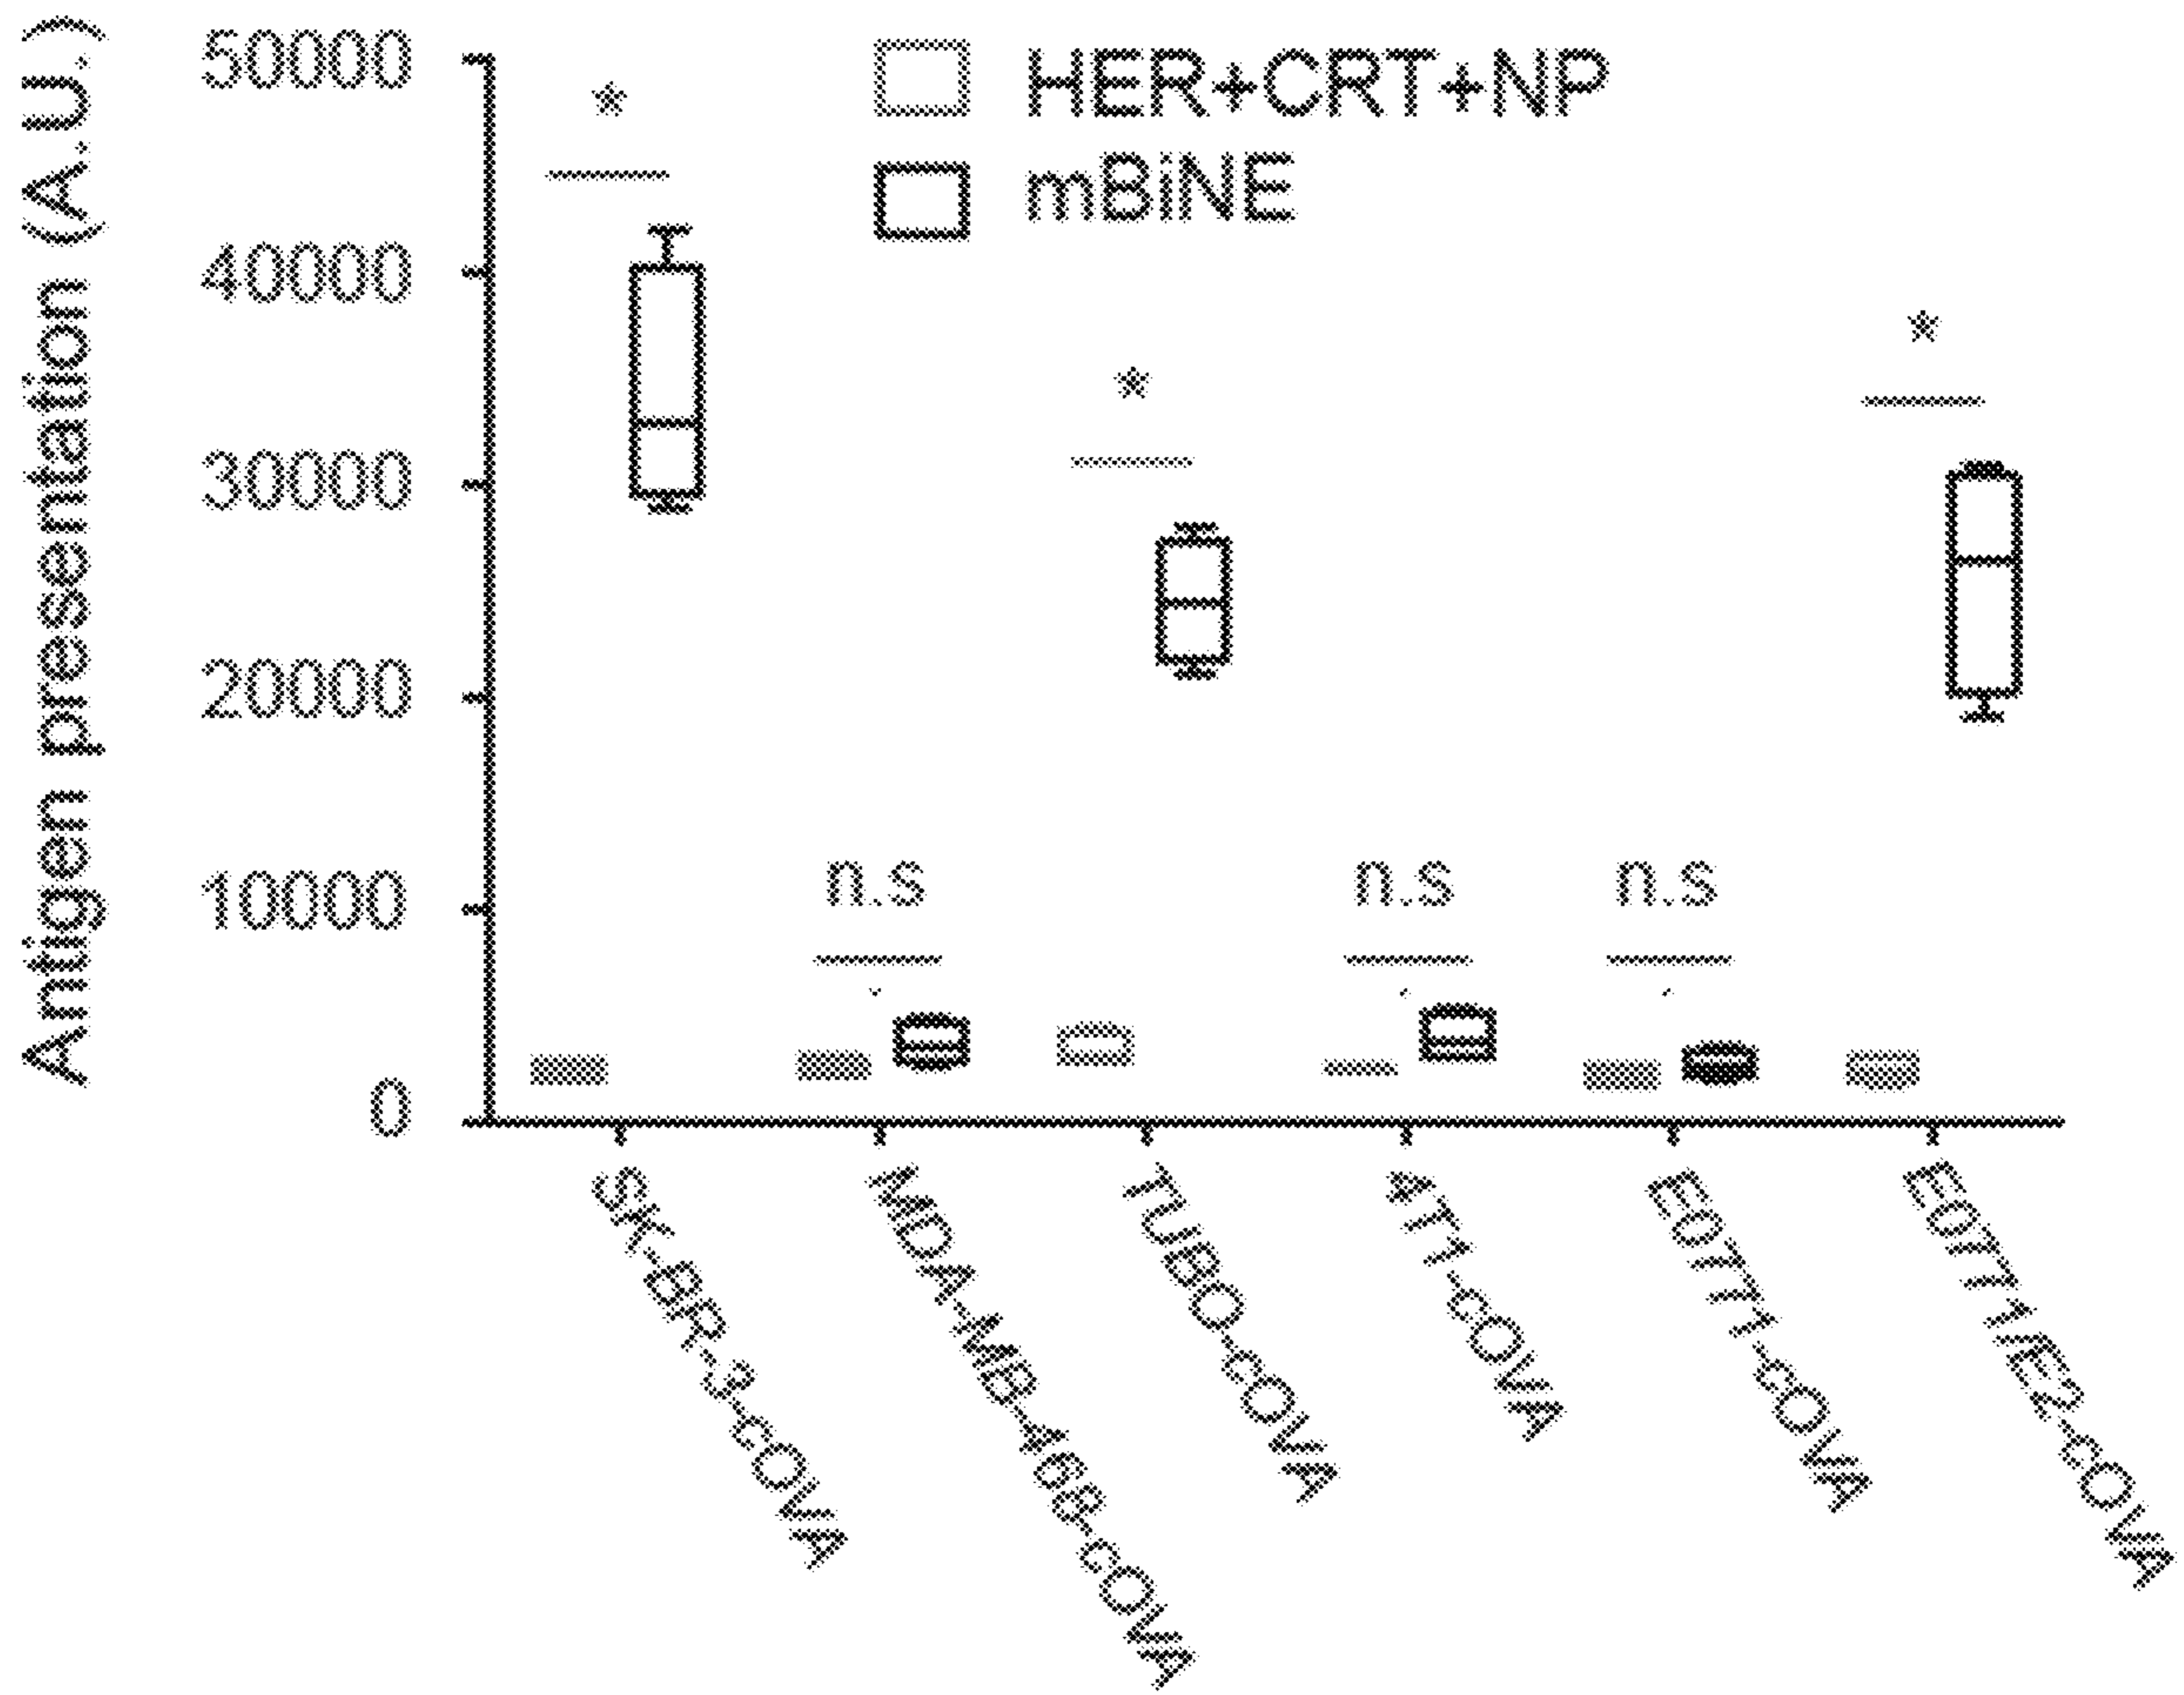 Antigen presentation (A.U.)
50000
40000
30000
20000
10000
0
HER+CRT+NP
mBiNE
*
*
*
n.s
n.s
n.s
SK-BR-3-cOVA
MDA-MB-468-cOVA
TUBO-cOVA
4T1-cOVA
E0771-cOVA
E0771/E2-cOVA